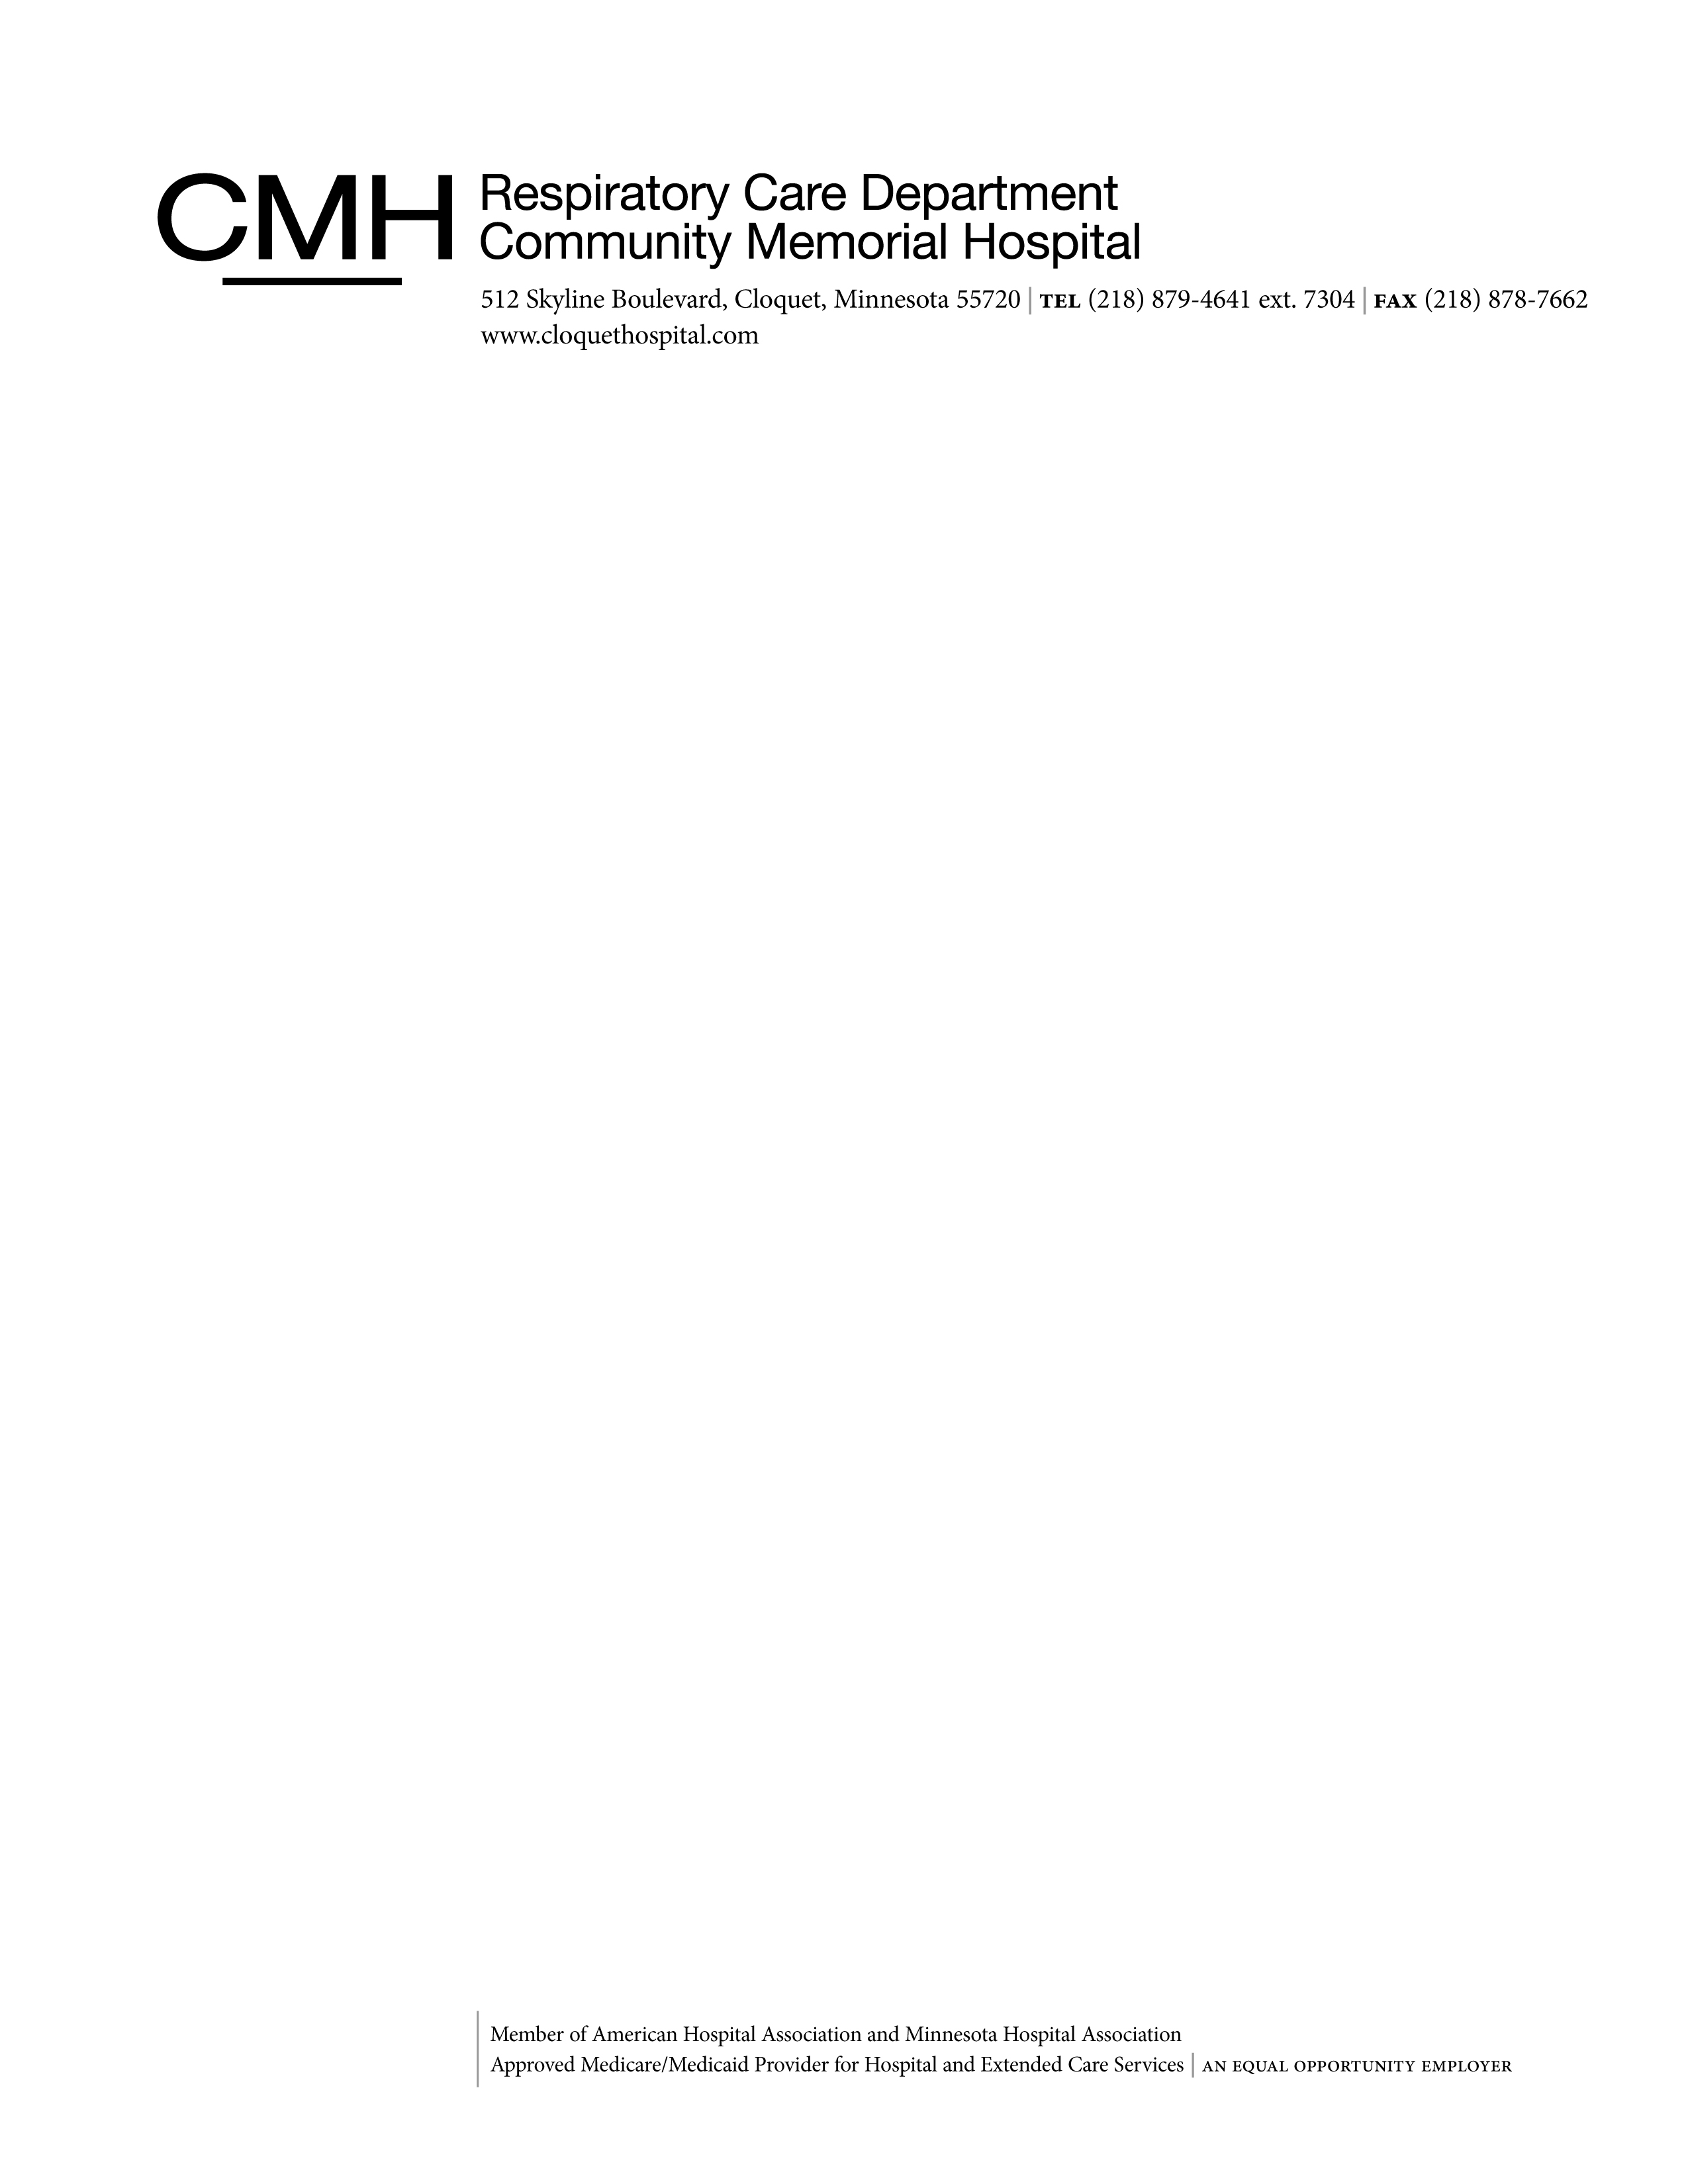 CMH
Respiratory Care Department
Community Memorial Hospital
512 Skyline Boulevard, Cloquet, Minnesota 55720 | TEL (218) 879-4641 ext. 7304 | FAX (218) 878-7662
www.cloquethospital.com
Member of American Hospital Association and Minnesota Hospital Association
Approved Medicare/Medicaid Provider for Hospital and Extended Care Services | AN EQUAL OPPORTUNITY EMPLOYER